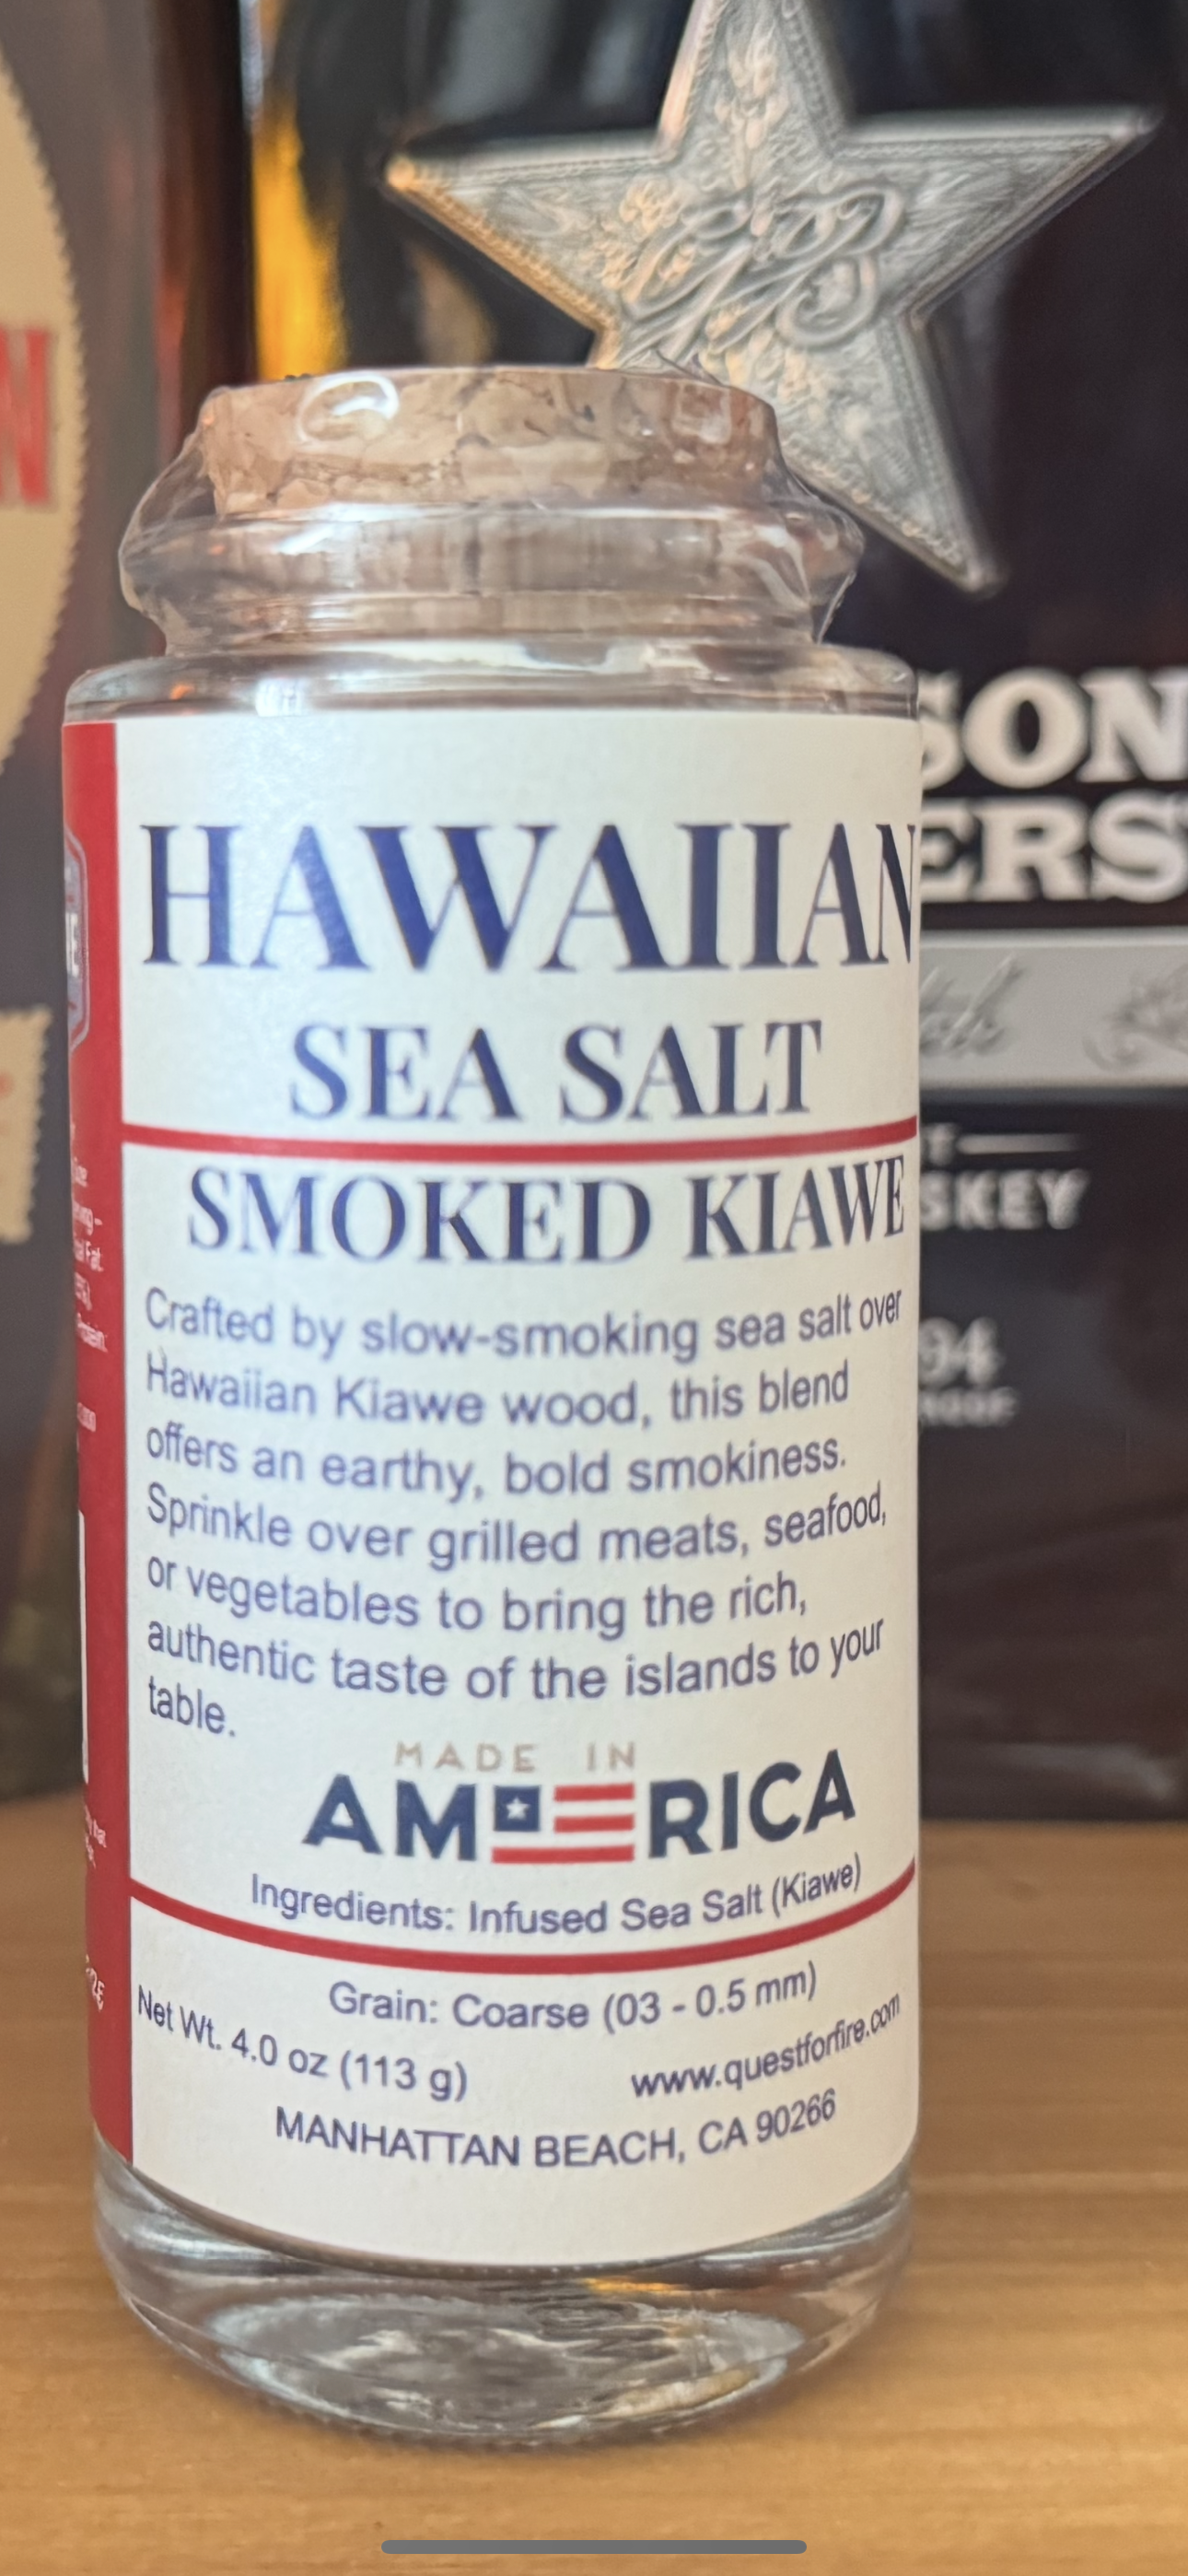 HAWAIIAN
SEA SALT
SMOKED KIAWE
Crafted by slow-smoking sea salt over
Hawaiian Kiawe wood, this blend
offers an earthy, bold smokiness.
Sprinkle over grilled meats, seafood,
or vegetables to bring the rich,
authentic taste of the islands to your
table.
MADE IN
AMERICA
Ingredients: Infused Sea Salt (Kiawe)
Grain: Coarse (03 - 0.5 mm)
Net Wt. 4.0 oz (113 g)
www.questforfire.com
MANHATTAN BEACH, CA 90266
GB
SON
ERS
SKEY
94
N